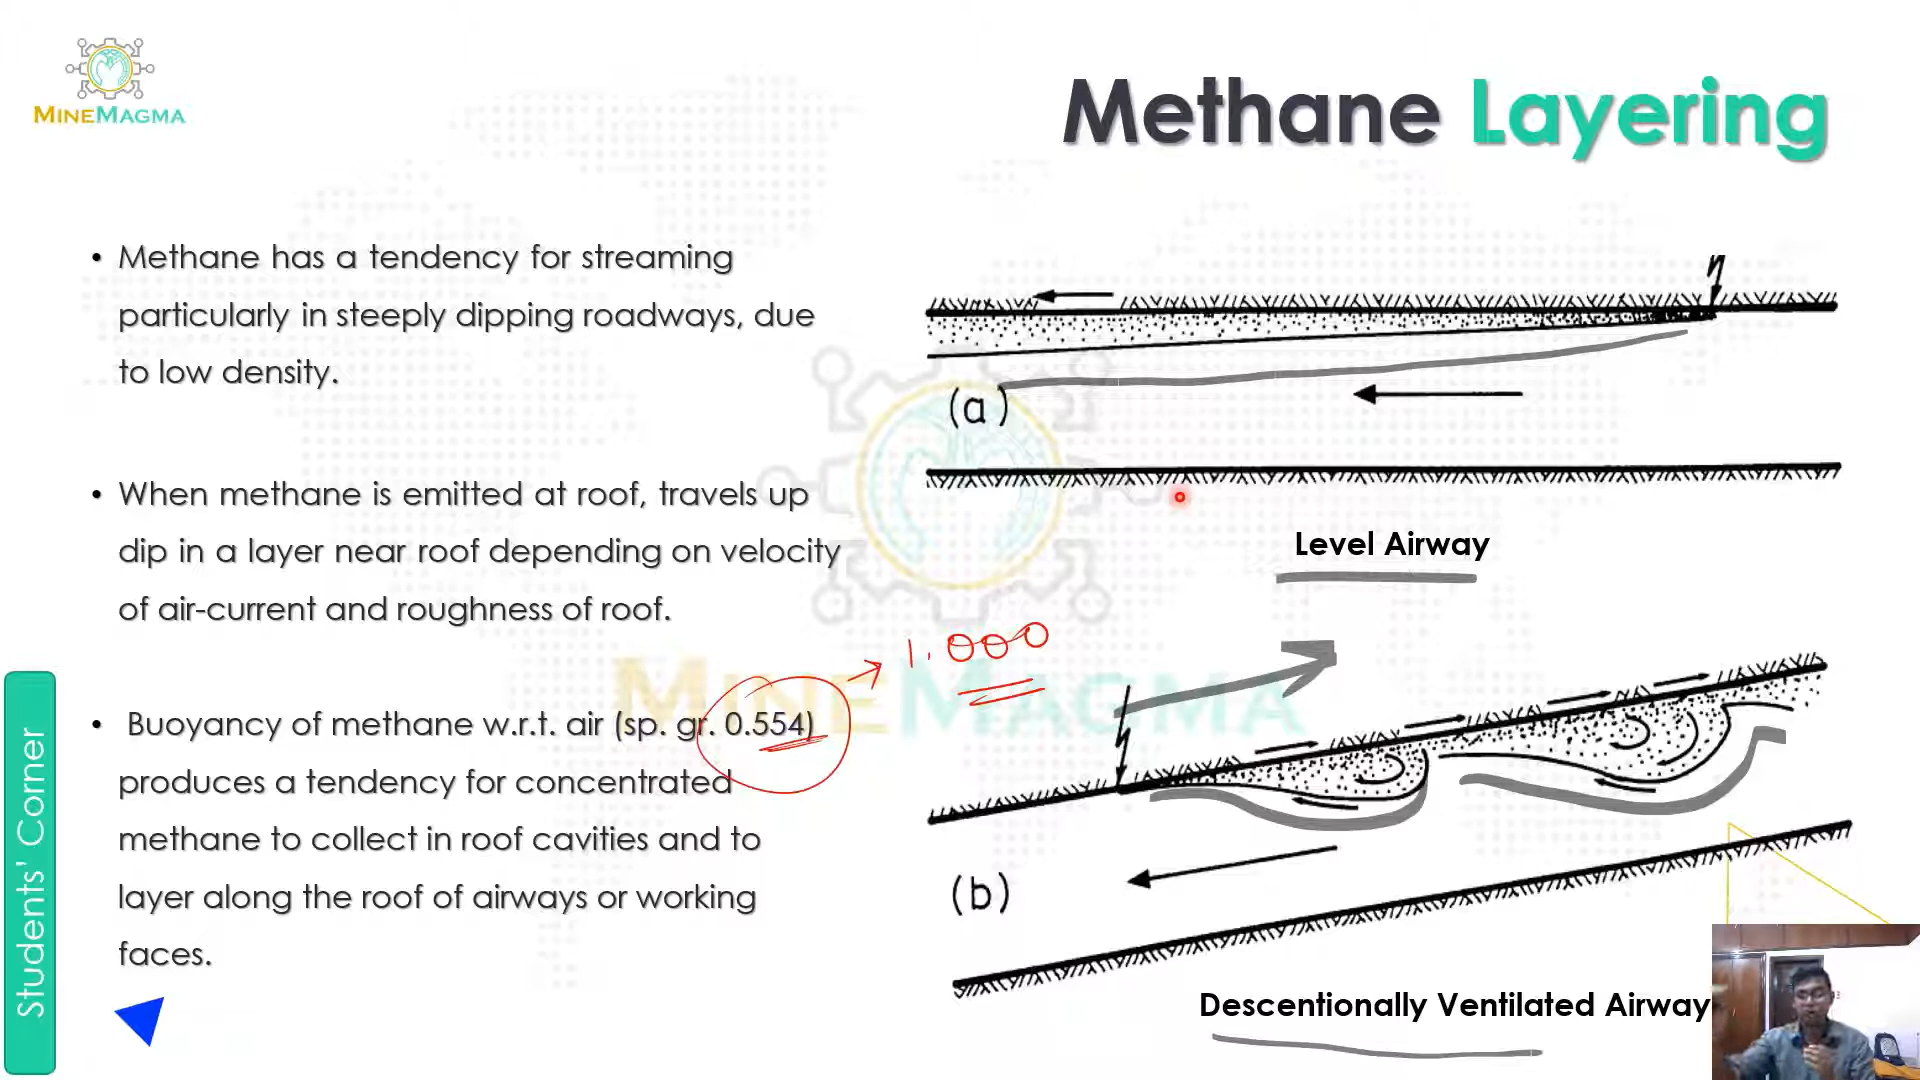 MINEMAGMA
Methane Layering
• Methane has a tendency for streaming
particularly in steeply dipping roadways, due
to low density.
• When methane is emitted at roof, travels up
dip in a layer near roof depending on velocity
of air-current and roughness of roof.
1.000
• Buoyancy of methane w.r.t. air (sp. gr. 0.554)
produces a tendency for concentrated
methane to collect in roof cavities and to
layer along the roof of airways or working
faces.
(a)
Level Airway
MINEMAGMA
(b)
Descentionally Ventilated Airway
Students' Corner